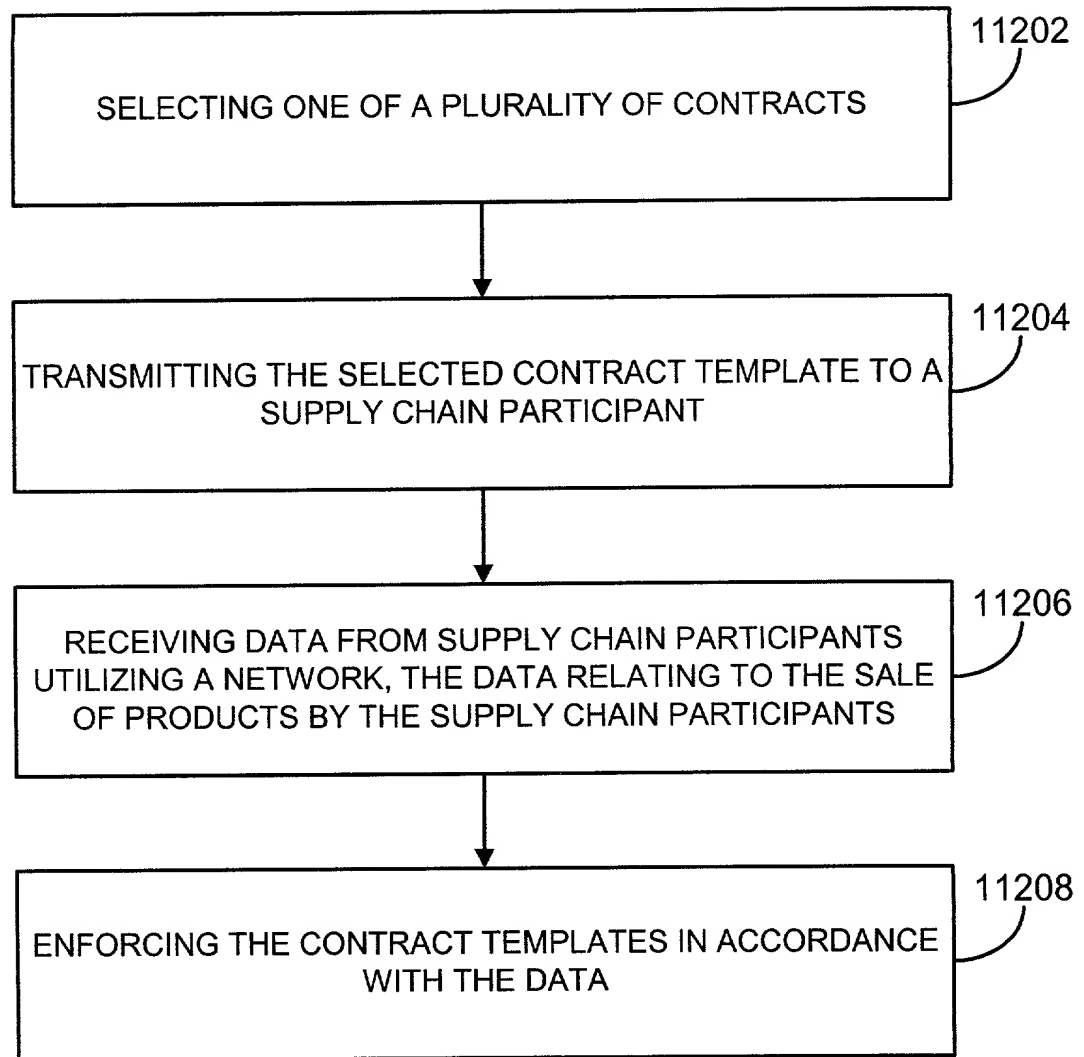 11202
SELECTING ONE OF A PLURALITY OF CONTRACTS
11204
TRANSMITTING THE SELECTED CONTRACT TEMPLATE TO A
SUPPLY CHAIN PARTICIPANT
11206
RECEIVING DATA FROM SUPPLY CHAIN PARTICIPANTS
UTILIZING A NETWORK, THE DATA RELATING TO THE SALE
OF PRODUCTS BY THE SUPPLY CHAIN PARTICIPANTS
11208
ENFORCING THE CONTRACT TEMPLATES IN ACCORDANCE
WITH THE DATA